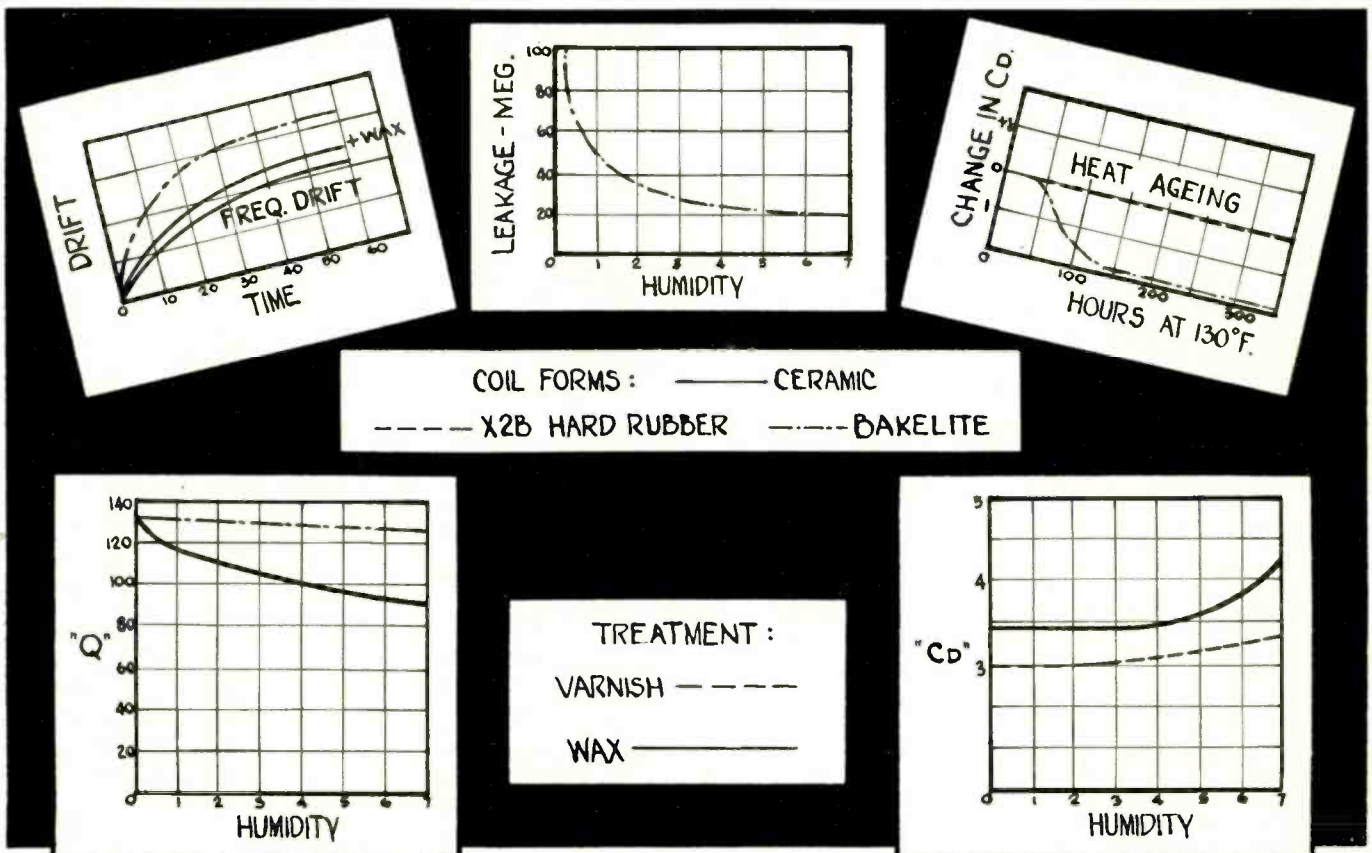 DRIFT
+ WAX
FREQ. DRIFT
0 10 20 30 40 50 60
TIME
LEAKAGE - MEG.
100
80
60
40
20
0 1 2 3 4 5 6 7
HUMIDITY
CHANGE IN CD.
+1
0
-1
HEAT AGEING
0 100 200 300
HOURS AT 130°F.
COIL FORMS: ——— CERAMIC
----- X2B HARD RUBBER —·—·— BAKELITE
140
120
100
80
60
40
20
"Q"
0 1 2 3 4 5 6 7
HUMIDITY
TREATMENT:
VARNISH -----
WAX ———
5
4
3
"CD"
0 1 2 3 4 5 6 7
HUMIDITY